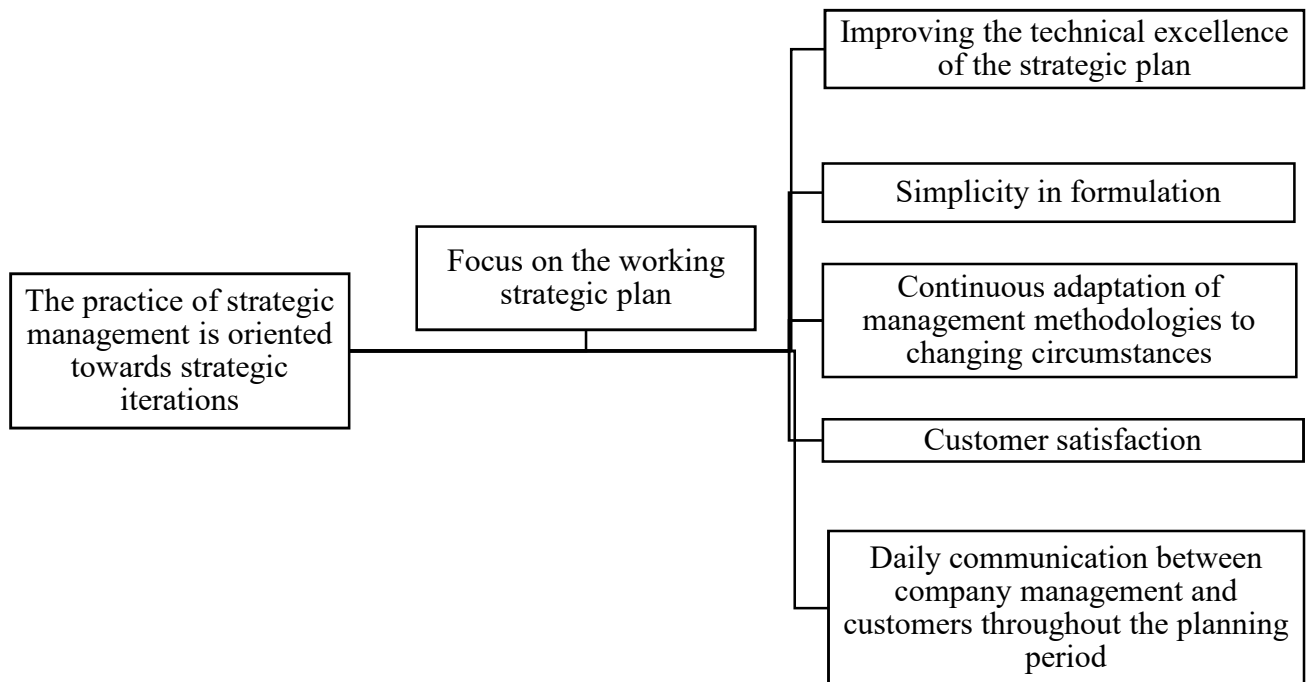 The practice of strategic
management is oriented
towards strategic
iterations
Focus on the working
strategic plan
Improving the technical excellence
of the strategic plan
Simplicity in formulation
Continuous adaptation of
management methodologies to
changing circumstances
Customer satisfaction
Daily communication between
company management and
customers throughout the planning
period